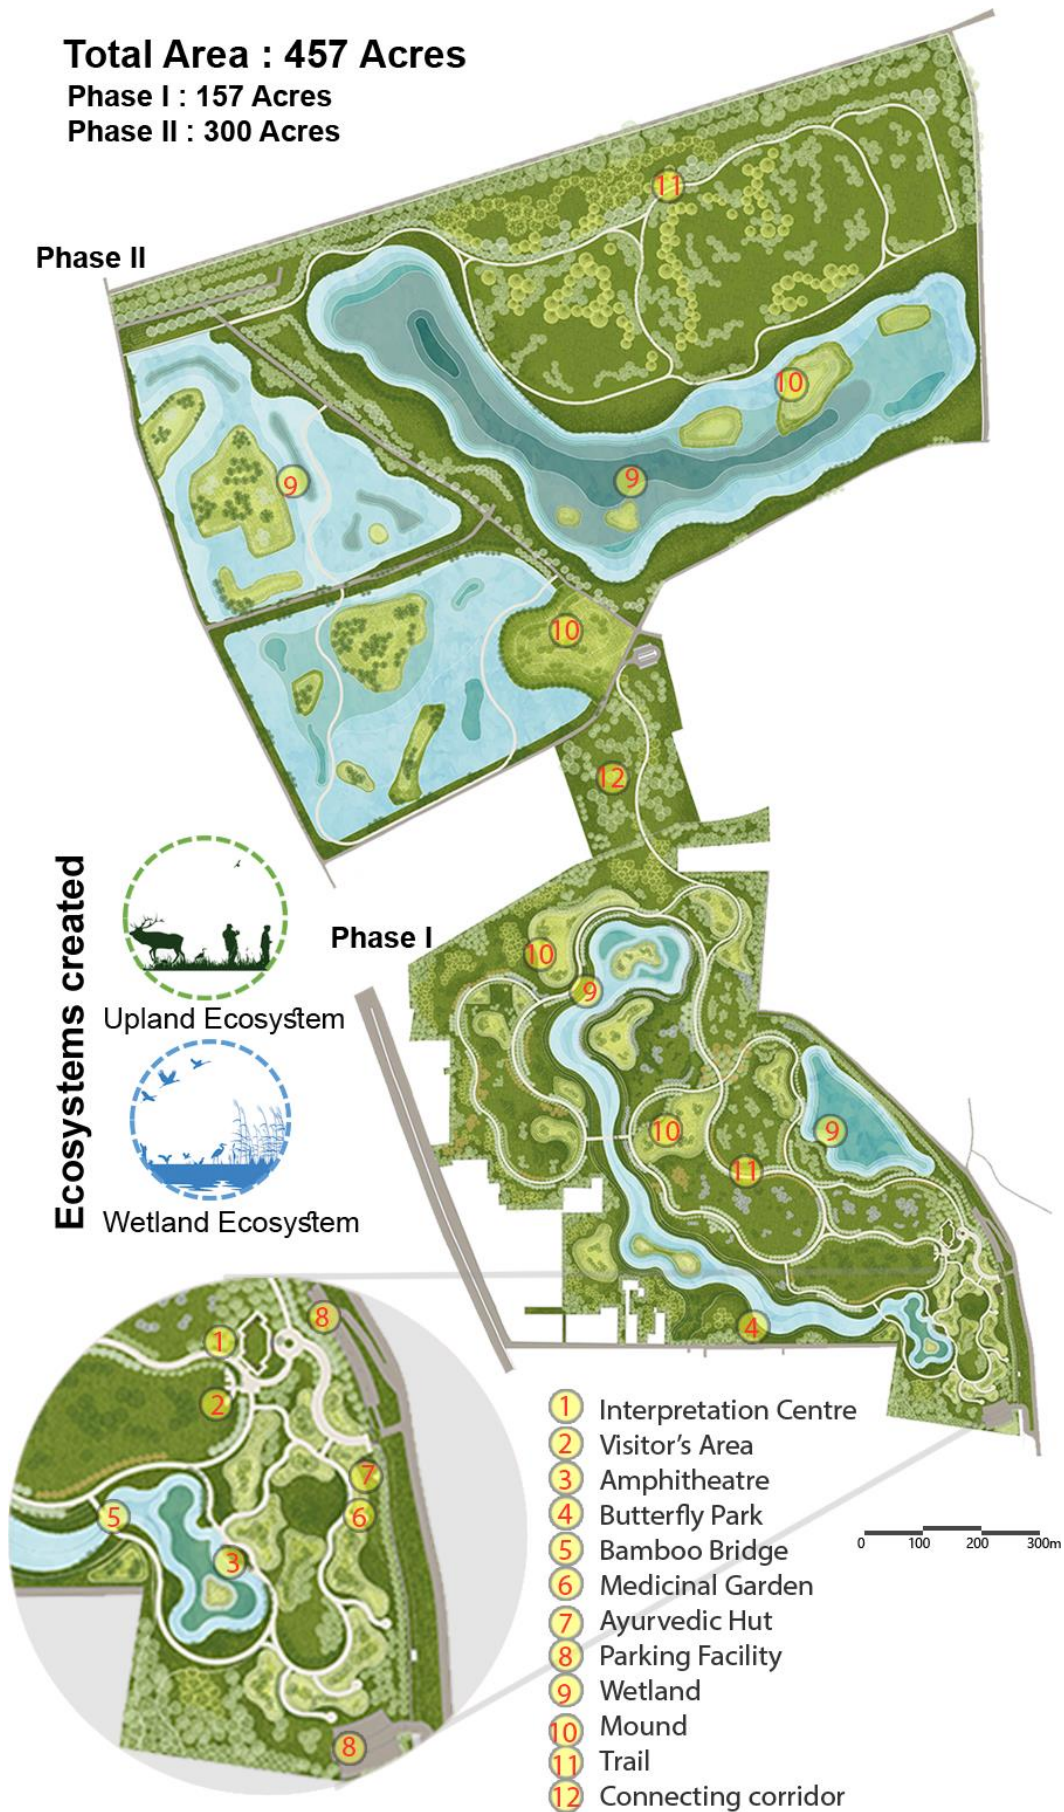 Total Area : 457 Acres
Phase I : 157 Acres
Phase II : 300 Acres
11
Phase II
10
9
9
10
12
Ecosystems created
Phase I
10
9
Upland Ecosystem
10
9
11
Wetland Ecosystem
4
8
1
2
7
5
6
3
8
1 Interpretation Centre
2 Visitor's Area
3 Amphitheatre
4 Butterfly Park
5 Bamboo Bridge
6 Medicinal Garden
7 Ayurvedic Hut
8 Parking Facility
9 Wetland
10 Mound
11 Trail
12 Connecting corridor
0 100 200 300m